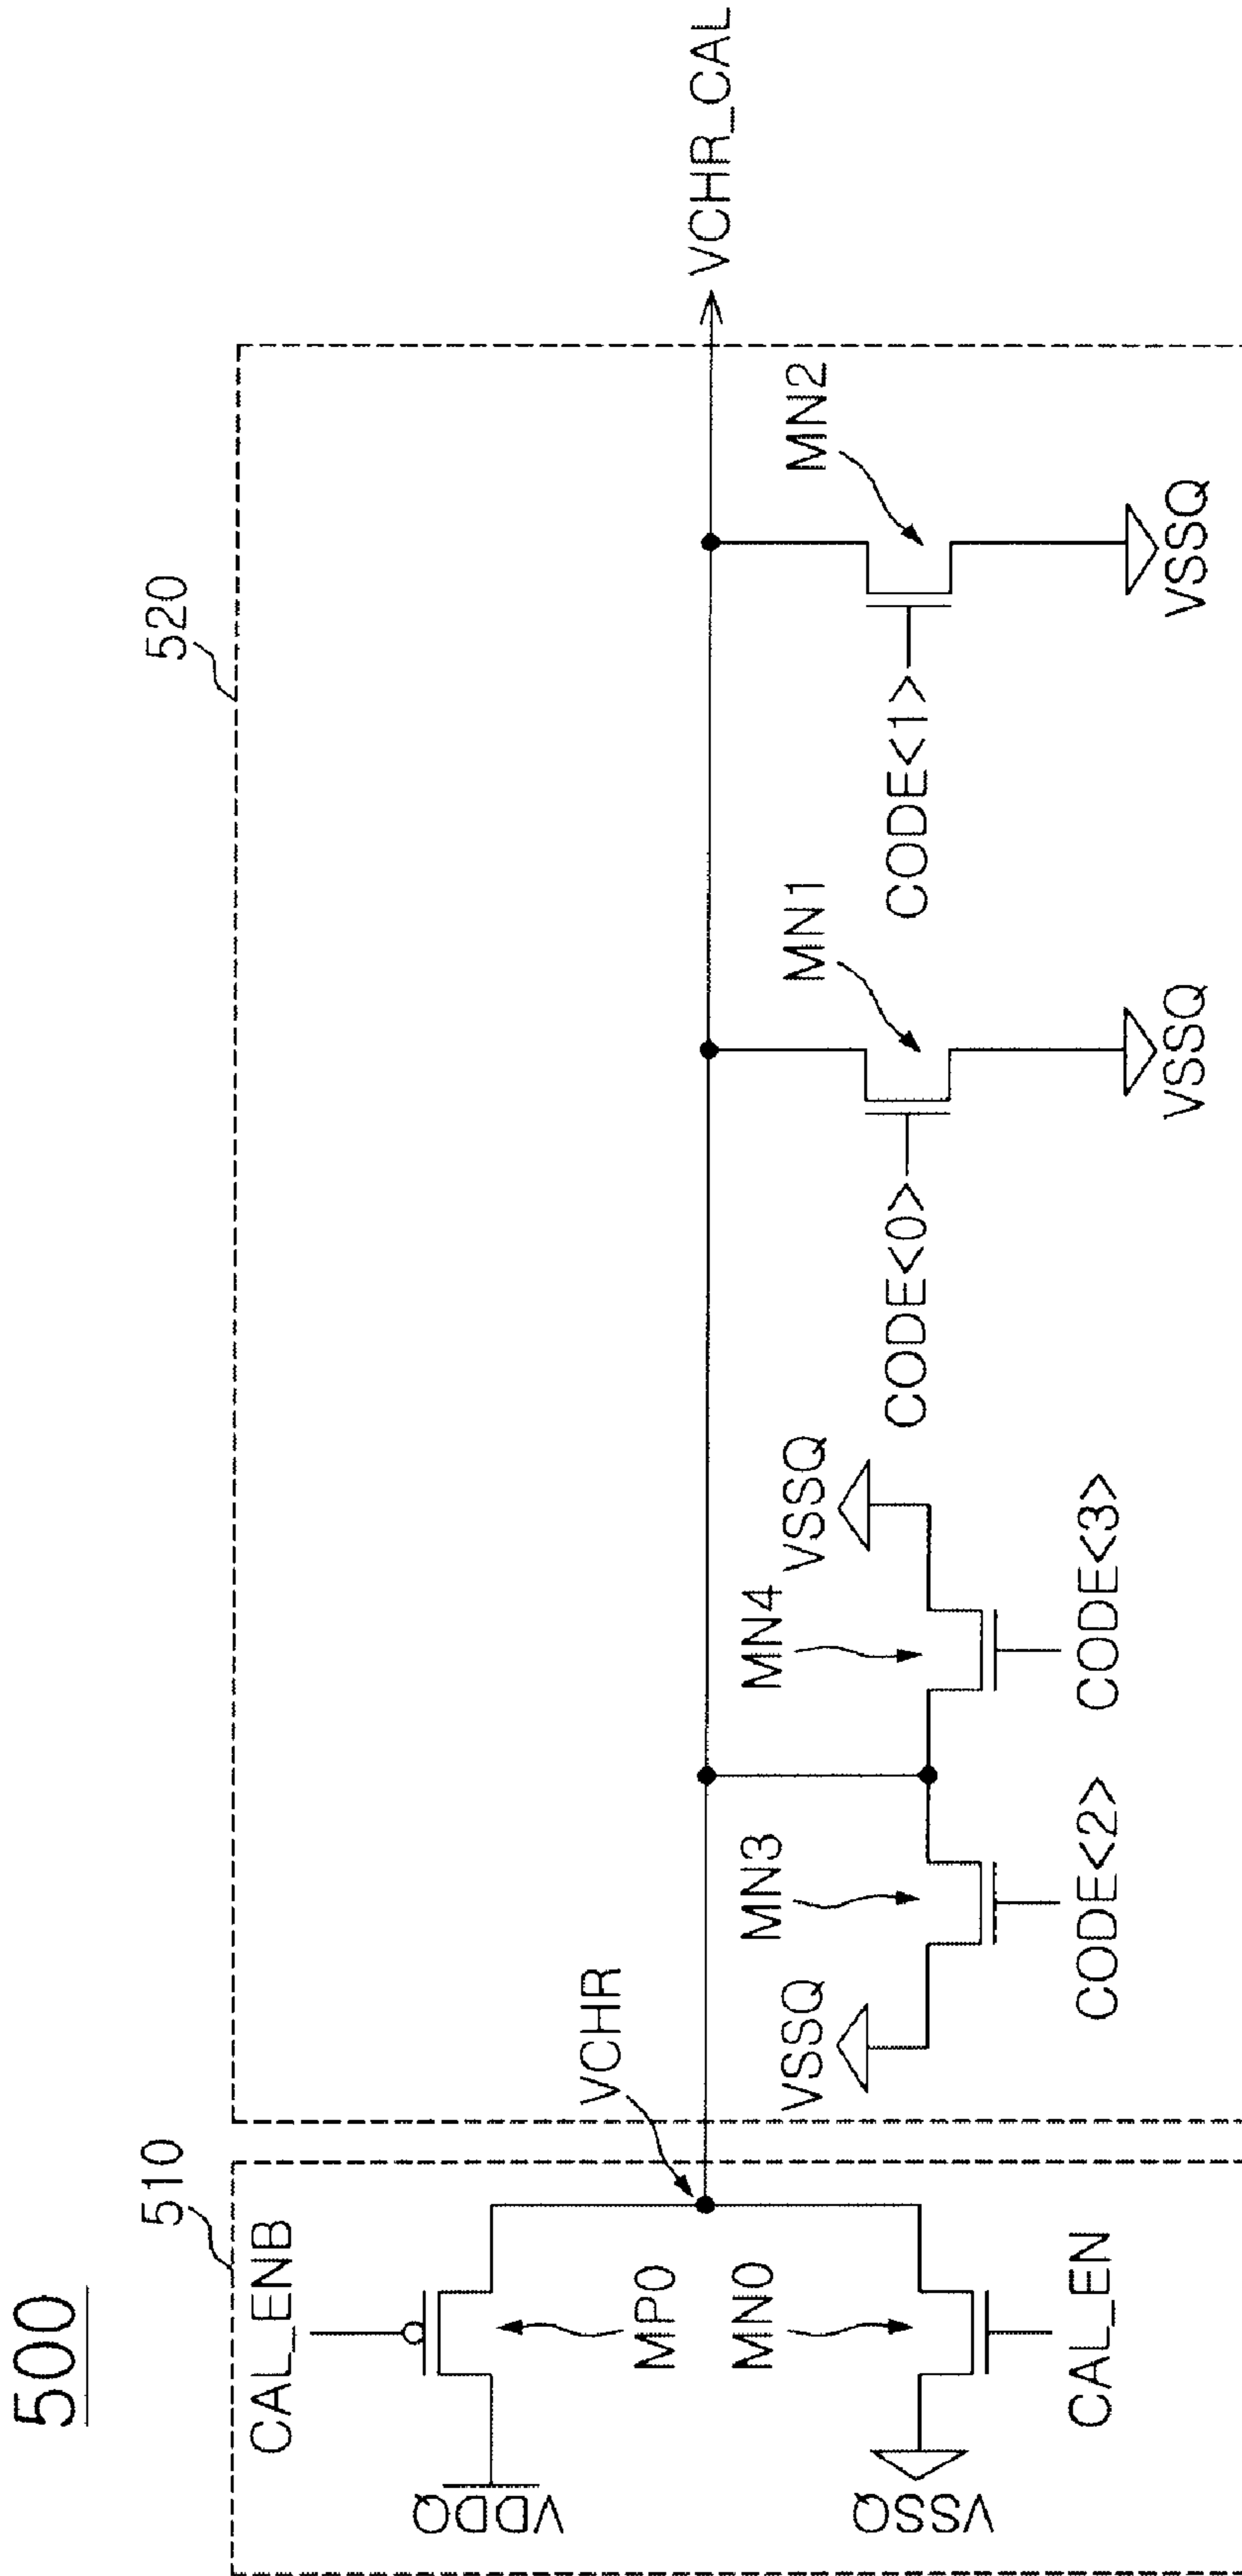 500
510
520
CAL_ENB
VDDQ
MP0
MN0
VSSQ
CAL_EN
VCHR
VSSQ
MN3
CODE<2>
MN4
VSSQ
CODE<3>
CODE<0>
MN1
VSSQ
CODE<1>
MN2
VSSQ
VCHR_CAL